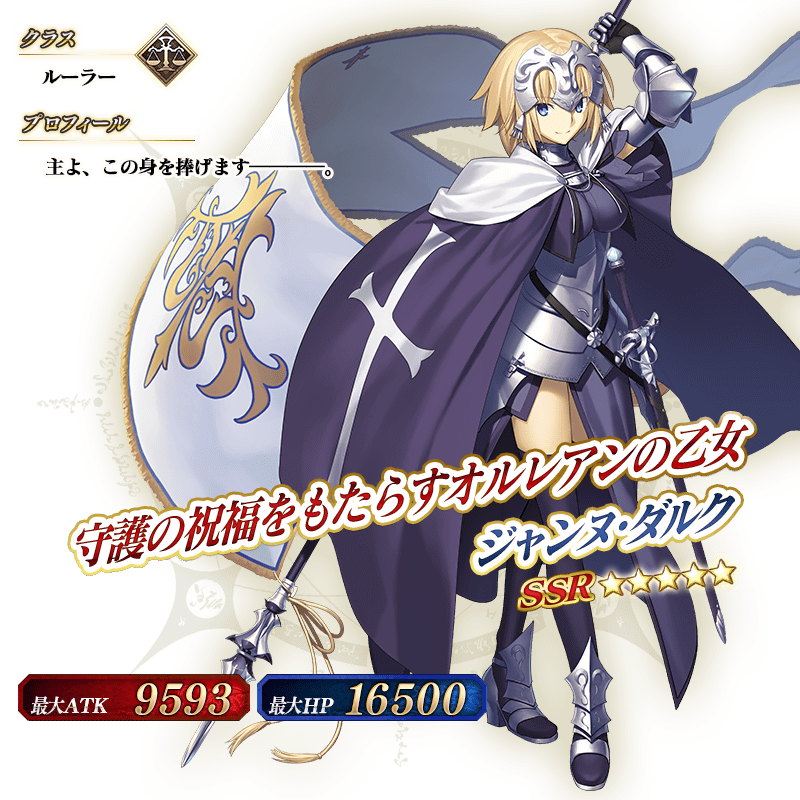 クラス
ルーラー
プロフィール
主よ、この身を捧げます―――。
守護の祝福をもたらすオルレアンの乙女
ジャンヌ・ダルク
SSR ☆☆☆☆☆
最大ATK 9593
最大HP 16500